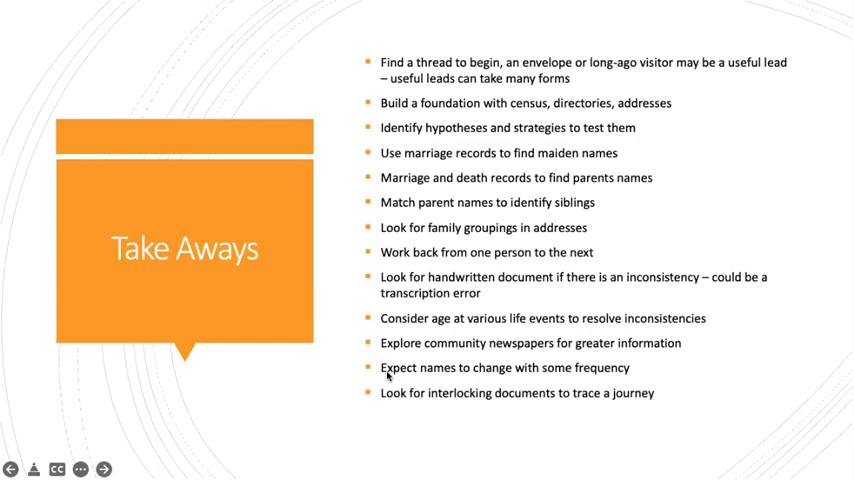 Take Aways
Find a thread to begin, an envelope or long-ago visitor may be a useful lead
– useful leads can take many forms
Build a foundation with census, directories, addresses
Identify hypotheses and strategies to test them
Use marriage records to find maiden names
Marriage and death records to find parents names
Match parent names to identify siblings
Look for family groupings in addresses
Work back from one person to the next
Look for handwritten document if there is an inconsistency – could be a
transcription error
Consider age at various life events to resolve inconsistencies
Explore community newspapers for greater information
Expect names to change with some frequency
Look for interlocking documents to trace a journey
CC